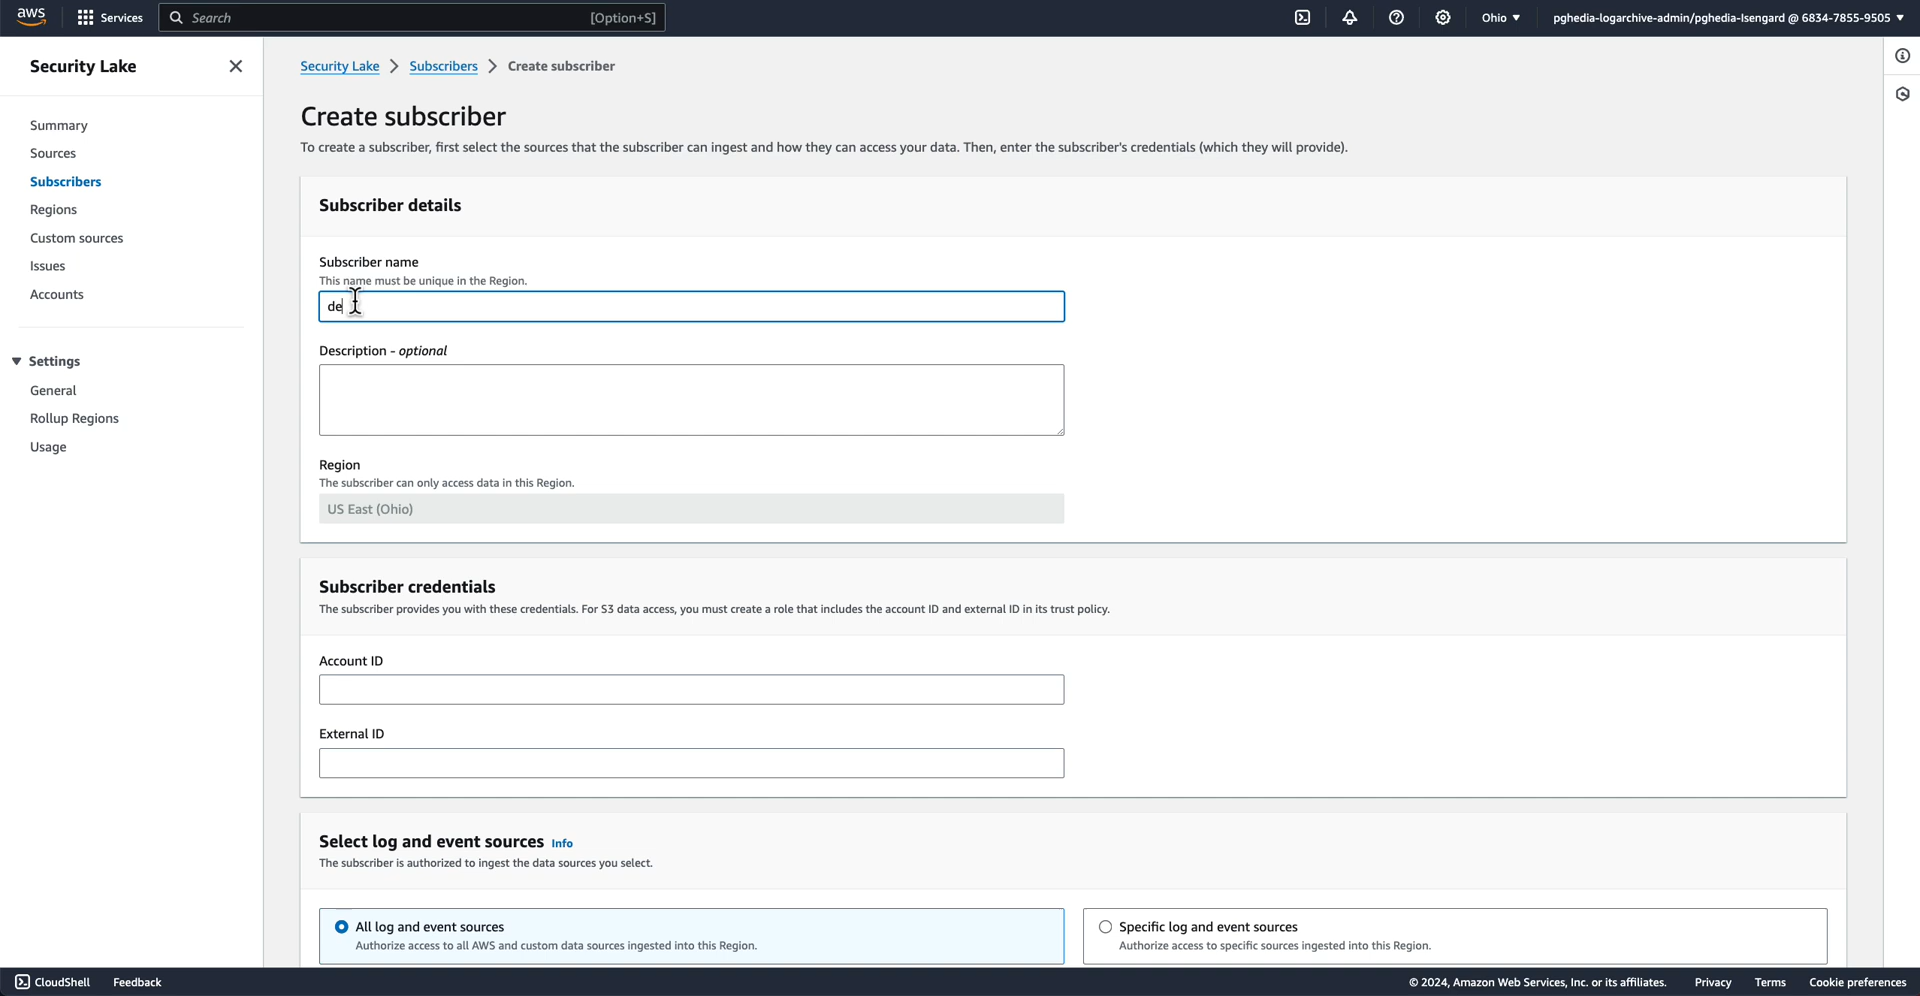 aws
Services
Search
[Option+S]
Ohio
pghedia-logarchive-admin/pghedia-Isengard @ 6834-7855-9505
Security Lake
Summary
Sources
Subscribers
Regions
Custom sources
Issues
Accounts
Settings
General
Rollup Regions
Usage
Security Lake > Subscribers > Create subscriber
Create subscriber
To create a subscriber, first select the sources that the subscriber can ingest and how they can access your data. Then, enter the subscriber's credentials (which they will provide).
Subscriber details
Subscriber name
This name must be unique in the Region.
de
Description - optional
Region
The subscriber can only access data in this Region.
US East (Ohio)
Subscriber credentials
The subscriber provides you with these credentials. For S3 data access, you must create a role that includes the account ID and external ID in its trust policy.
Account ID
External ID
Select log and event sources Info
The subscriber is authorized to ingest the data sources you select.
All log and event sources
Authorize access to all AWS and custom data sources ingested into this Region.
Specific log and event sources
Authorize access to specific sources ingested into this Region.
CloudShell
Feedback
© 2024, Amazon Web Services, Inc. or its affiliates.
Privacy
Terms
Cookie preferences